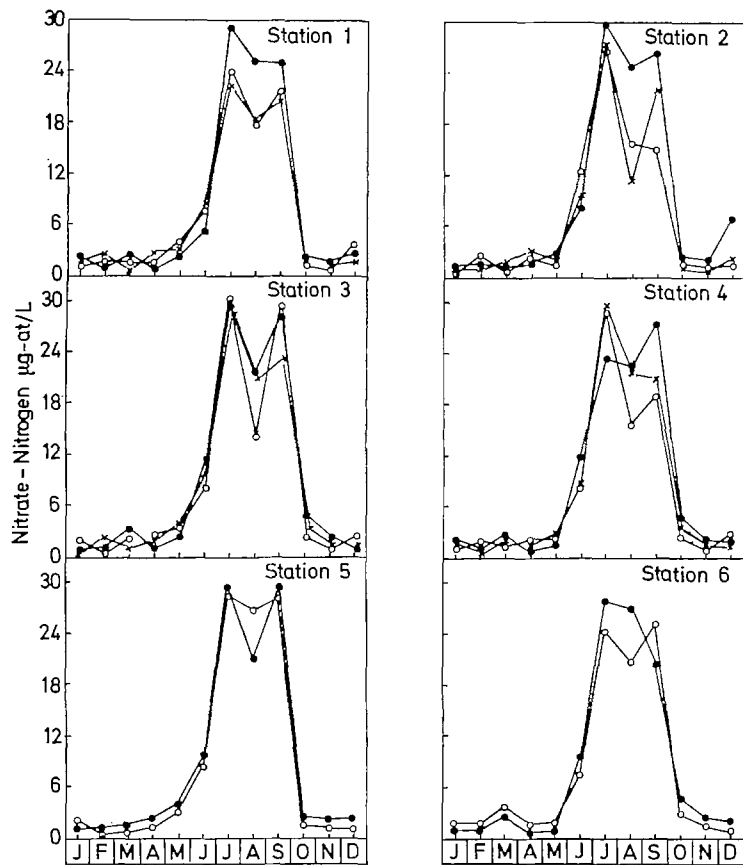 Nitrate-Nitrogen µg-at/L
Station 1
30
24
18
12
6
0
Station 2
Station 3
30
24
18
12
6
0
Station 4
Station 5
30
24
18
12
6
0
J F M A M J J A S O N D
Station 6
J F M A M J J A S O N D